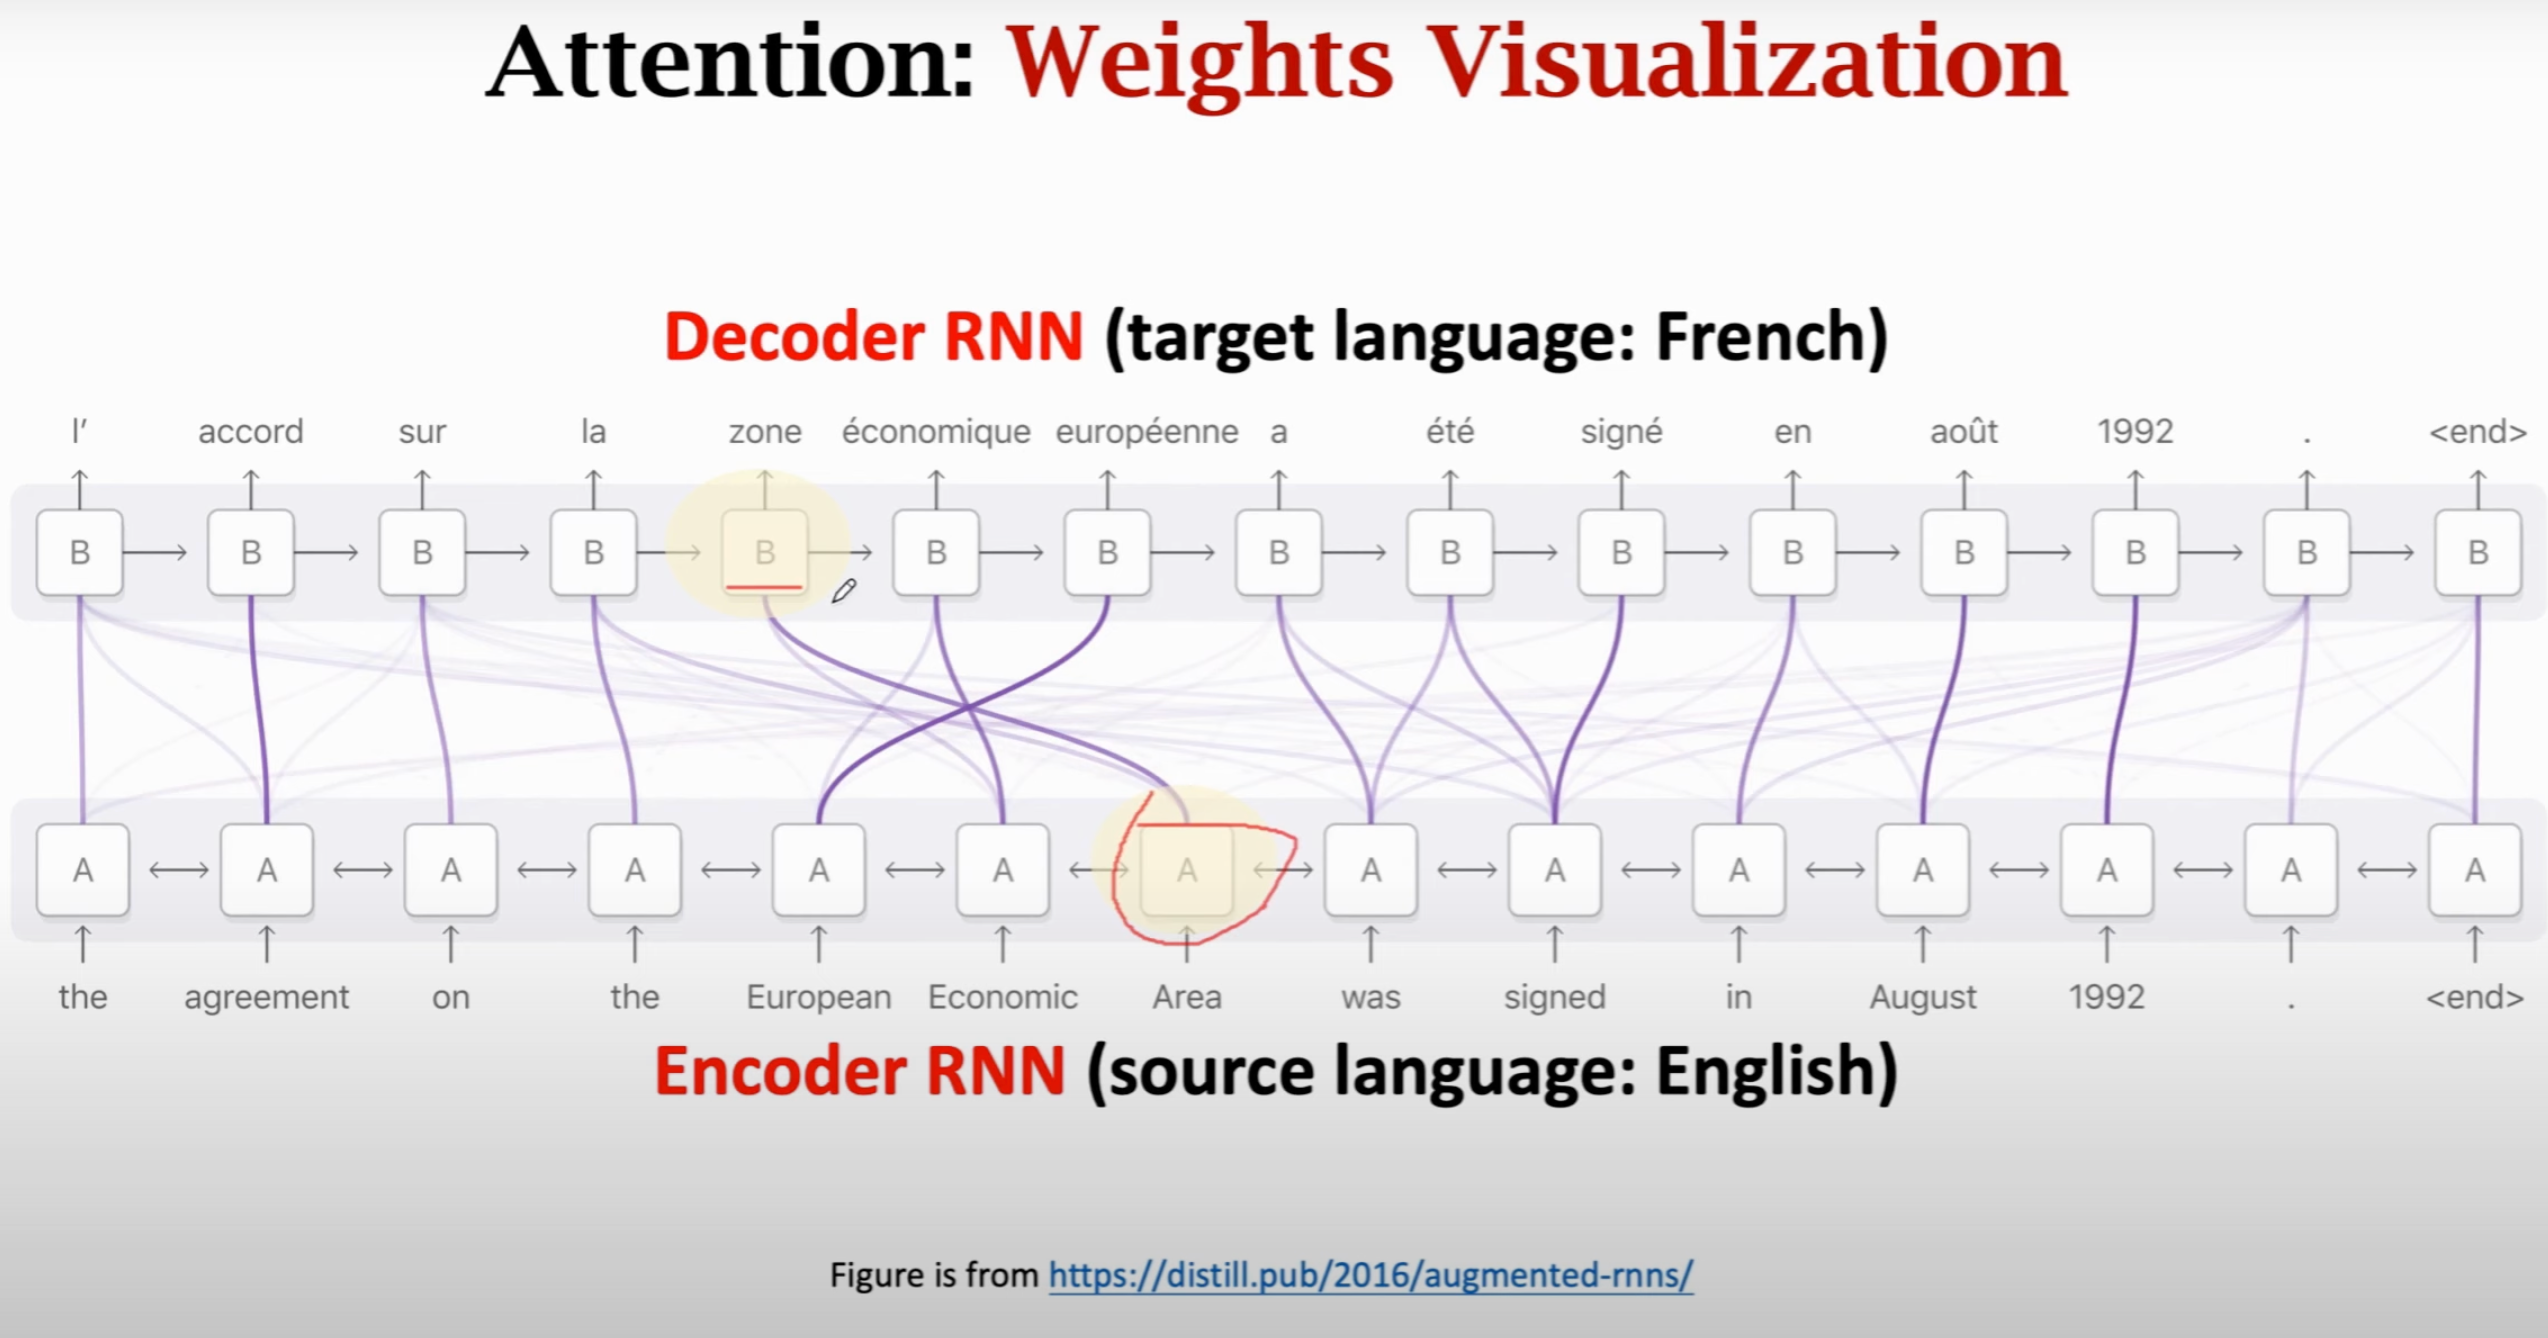 Attention: Weights Visualization
Decoder RNN (target language: French)
l’ accord sur la zone économique européenne a été signé en août 1992 . <end>
B B B B B B B B B B B B B B B
A A A A A A A A A A A A A A
the agreement on the European Economic Area was signed in August 1992 . <end>
Encoder RNN (source language: English)
Figure is from https://distill.pub/2016/augmented-rnns/